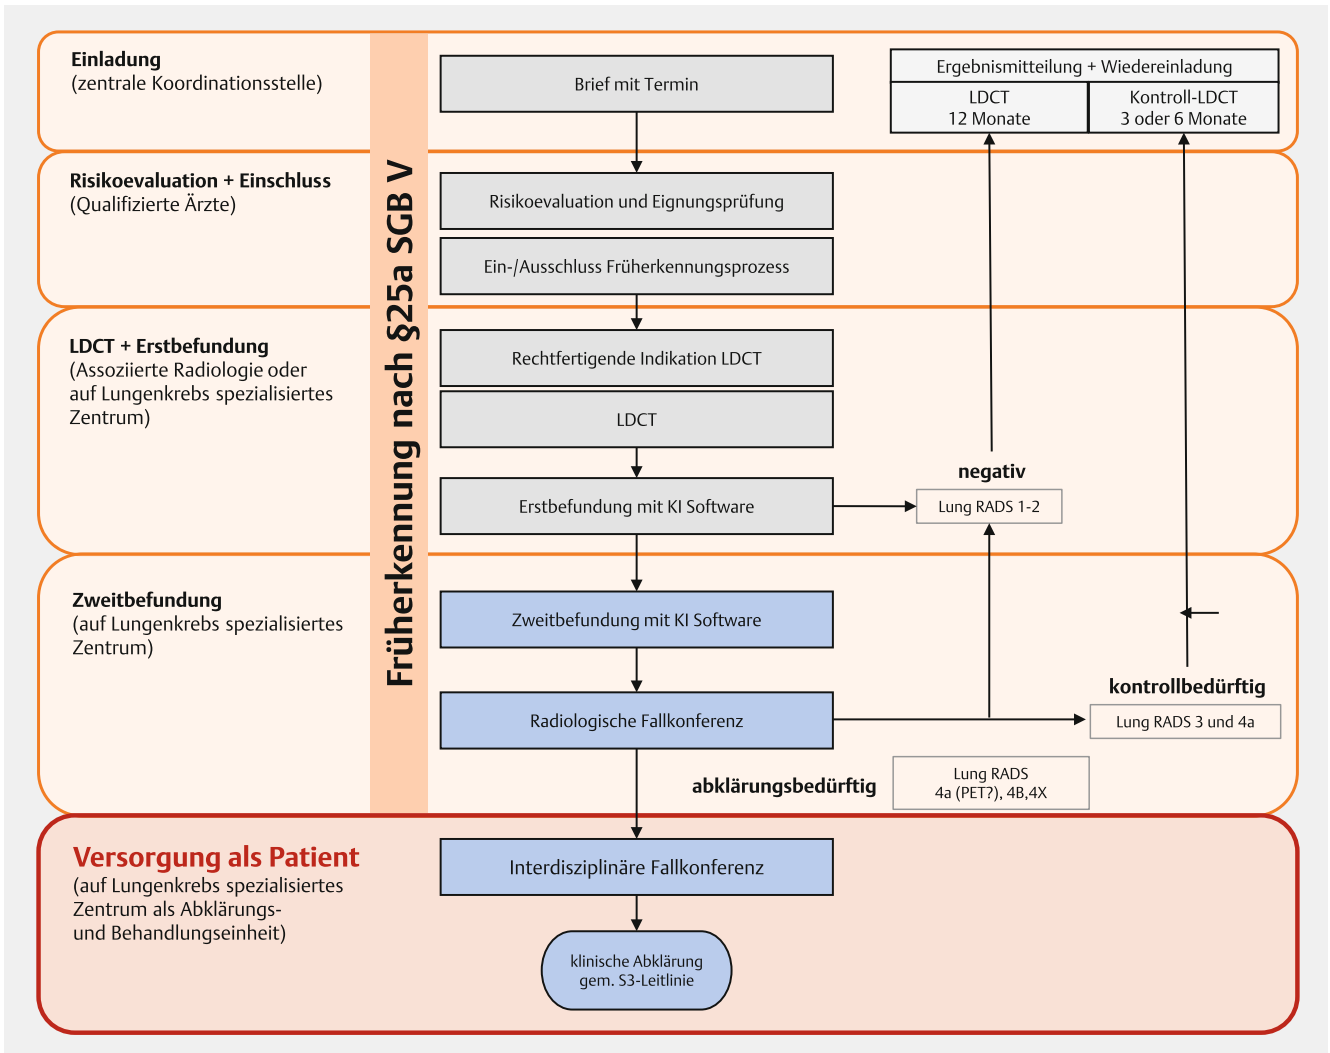 Einladung
(zentrale Koordinationsstelle)
Brief mit Termin
Ergebnismitteilung + Wiedereinladung
LDCT
12 Monate
Kontroll-LDCT
3 oder 6 Monate
Früherkennung nach §25a SGB V
Risikoevaluation + Einschluss
(Qualifizierte Ärzte)
Risikoevaluation und Eignungsprüfung
Ein-/Ausschluss Früherkennungsprozess
LDCT + Erstbefundung
(Assoziierte Radiologie oder
auf Lungenkrebs spezialisiertes
Zentrum)
Rechtfertigende Indikation LDCT
LDCT
Erstbefundung mit KI Software
negativ
Lung RADS 1-2
Zweitbefundung
(auf Lungenkrebs spezialisiertes
Zentrum)
Zweitbefundung mit KI Software
Radiologische Fallkonferenz
kontrollbedürftig
Lung RADS 3 und 4a
abklärungsbedürftig
Lung RADS
4a (PET?), 4B,4X
Versorgung als Patient
(auf Lungenkrebs spezialisiertes
Zentrum als Abklärungs-
und Behandlungseinheit)
Interdisziplinäre Fallkonferenz
klinische Abklärung
gem. S3-Leitlinie